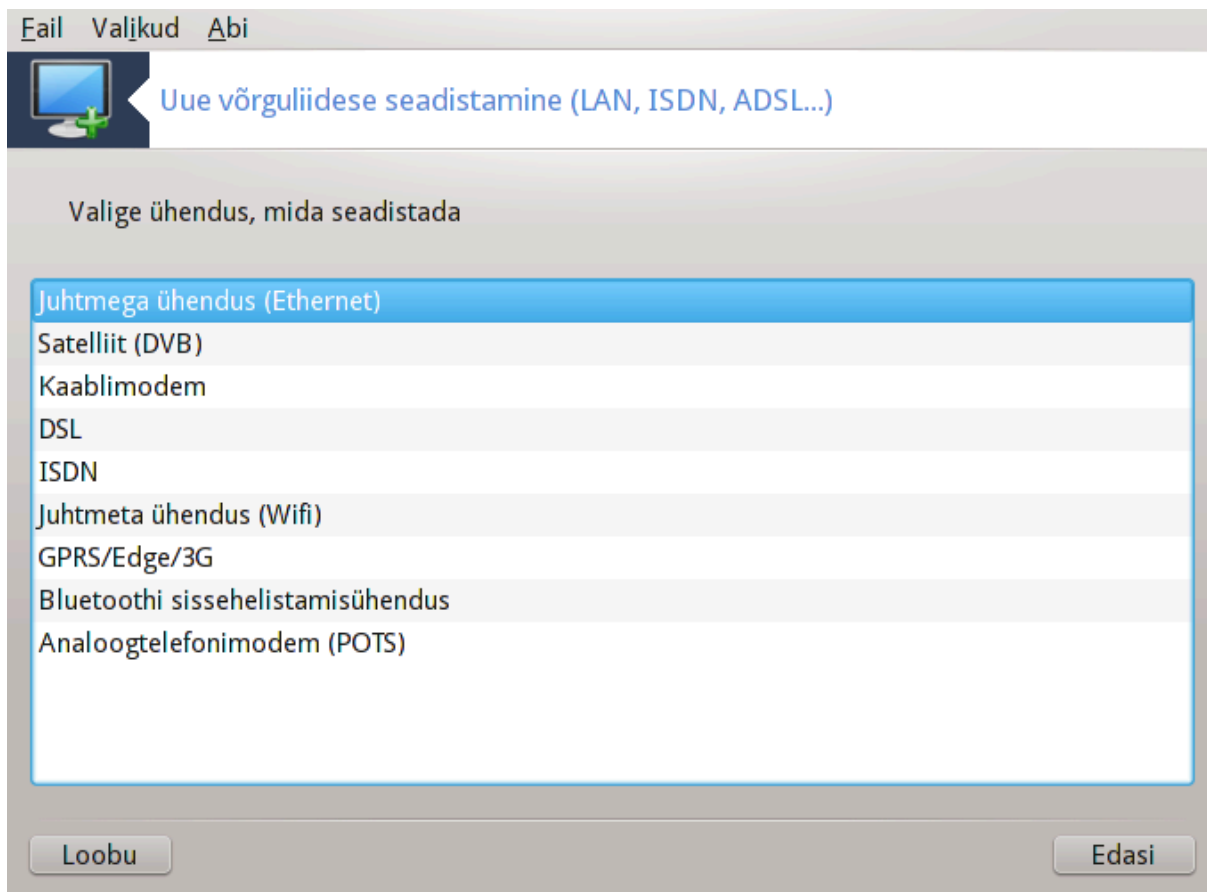 Fail Valikud Abi
Uue võrguliidese seadistamine (LAN, ISDN, ADSL...)
Valige ühendus, mida seadistada
Juhtmega ühendus (Ethernet)
Satelliit (DVB)
Kaablimodem
DSL
ISDN
Juhtmeta ühendus (Wifi)
GPRS/Edge/3G
Bluetoothi sissehelistamisühendus
Analoogtelefonimodem (POTS)
Loobu Edasi